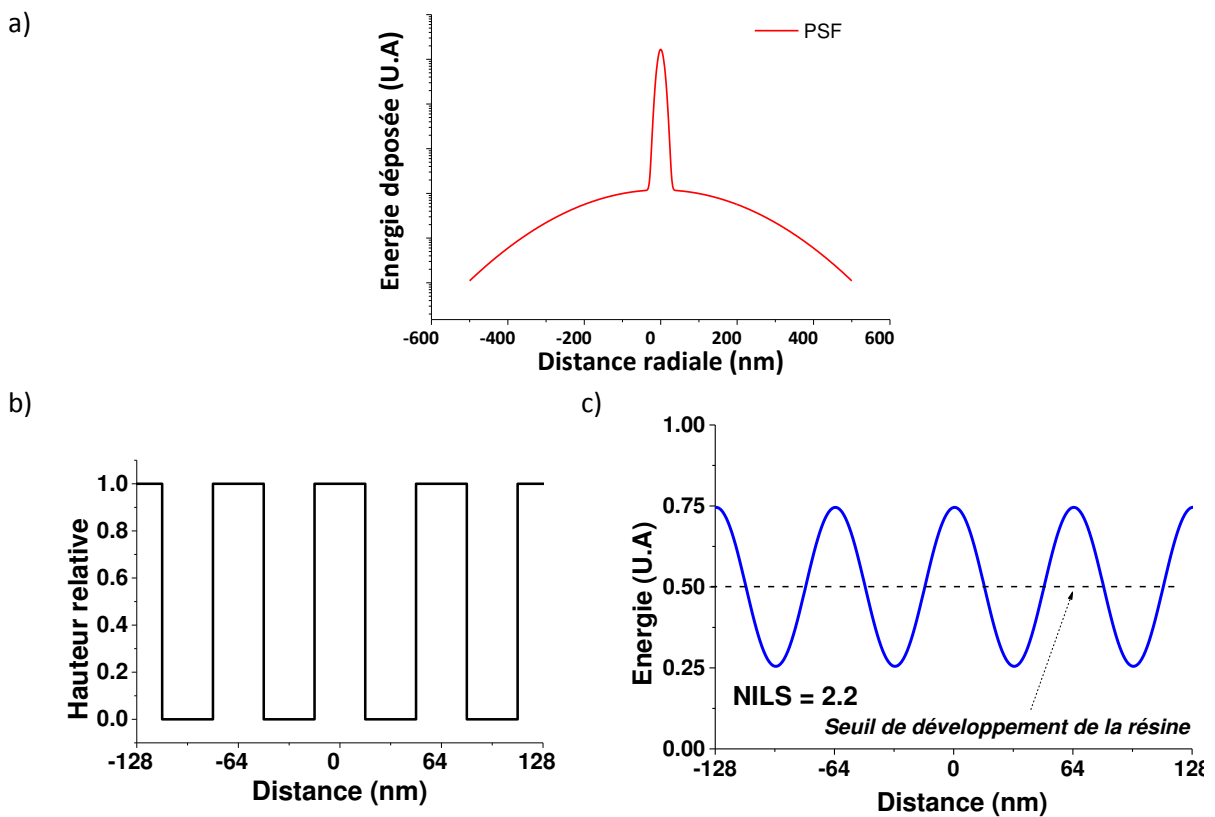 a)
Energie déposée (U.A)
PSF
-600
-400
-200
0
200
400
600
Distance radiale (nm)
b)
Hauteur relative
1.0
0.8
0.6
0.4
0.2
0.0
-128
-64
0
64
128
Distance (nm)
c)
Energie (U.A)
1.00
0.75
0.50
0.25
0.00
NILS = 2.2
Seuil de développement de la résine
-128
-64
0
64
128
Distance (nm)